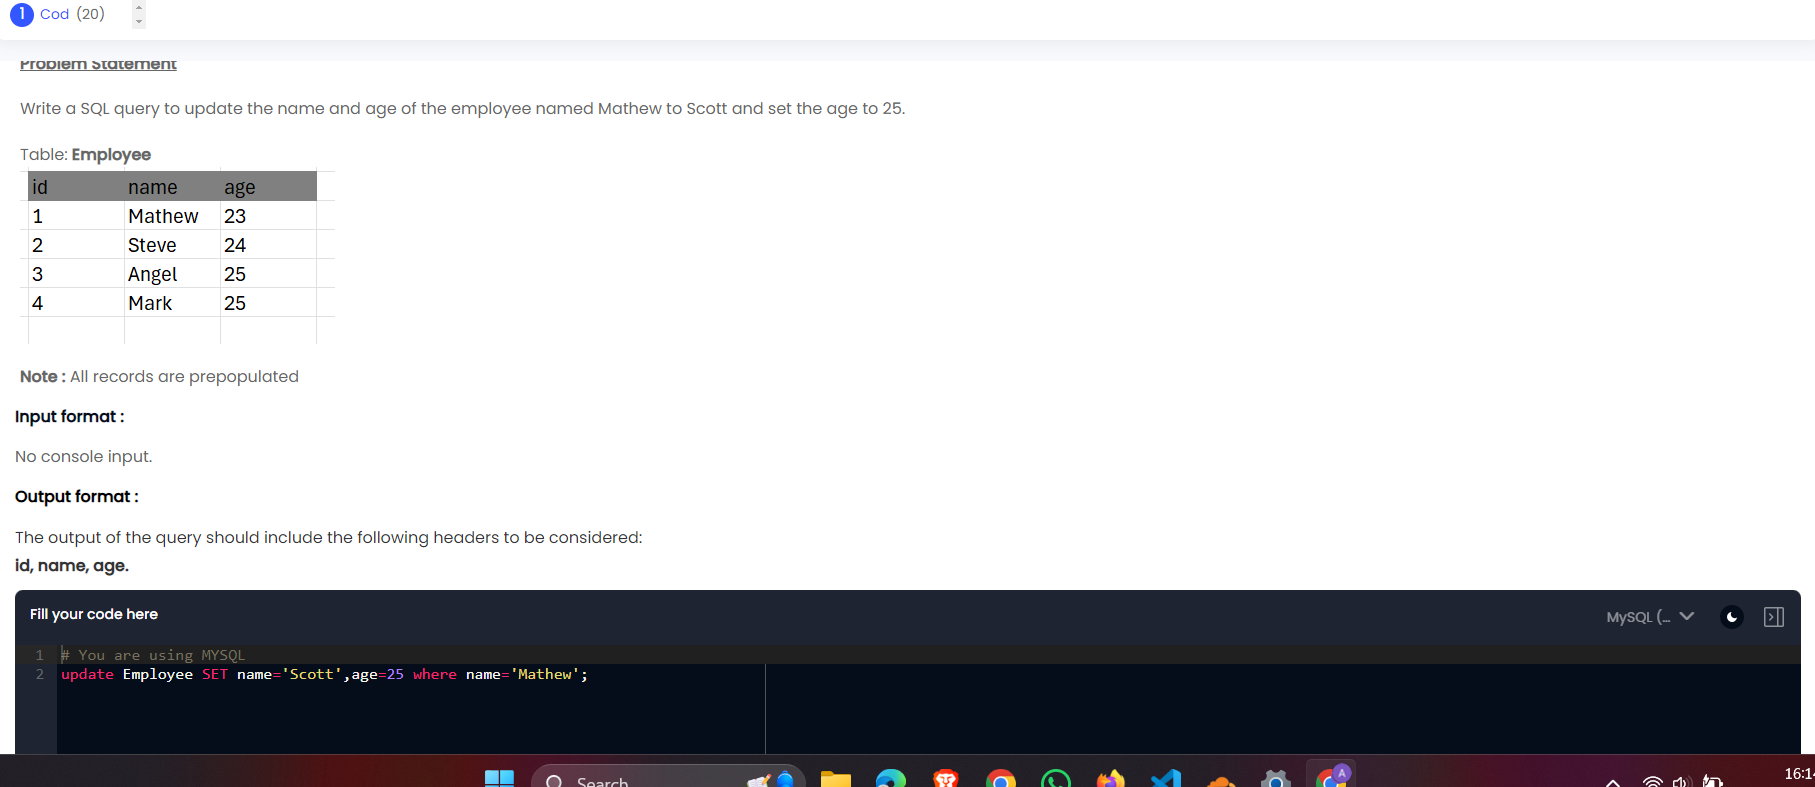 1 Cod (20)
Problem Statement
Write a SQL query to update the name and age of the employee named Mathew to Scott and set the age to 25.
Table: Employee
id name age
1 Mathew 23
2 Steve 24
3 Angel 25
4 Mark 25
Note : All records are prepopulated
Input format :
No console input.
Output format :
The output of the query should include the following headers to be considered:
id, name, age.
Fill your code here
MySQL (...
1 # You are using MYSQL
2 update Employee SET name='Scott',age=25 where name='Mathew';
Search
A
16:1